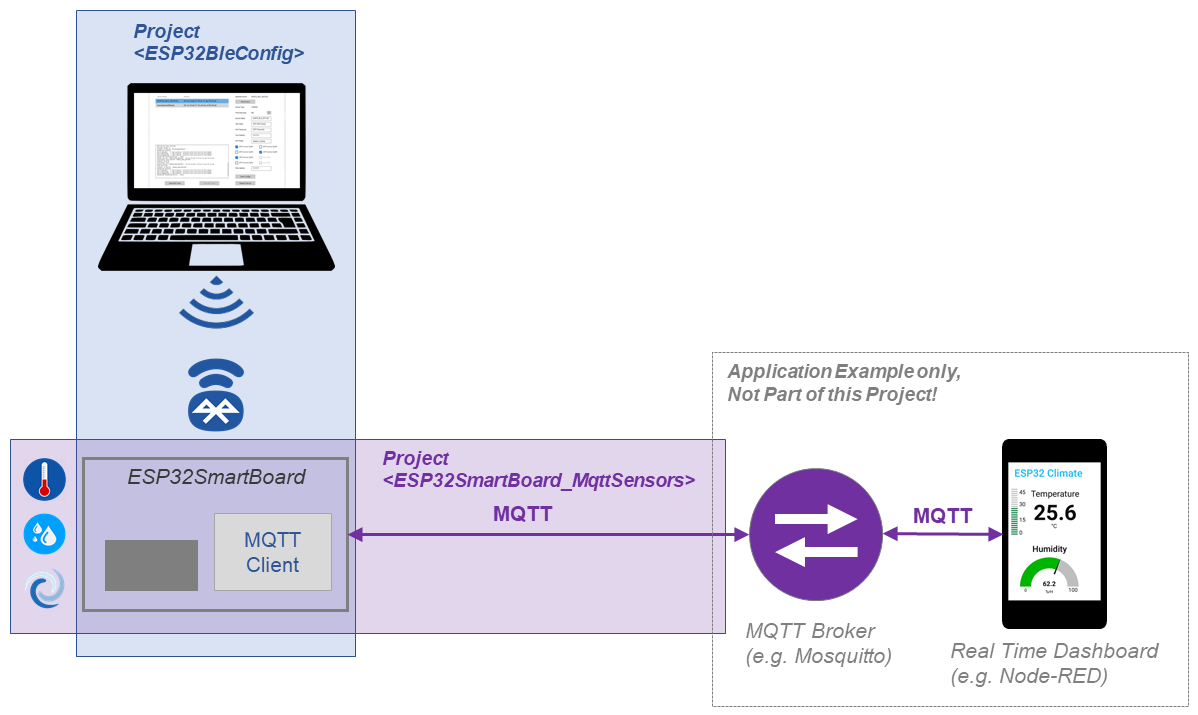 Project
<ESP32BleConfig>
Project
<ESP32SmartBoard_MqttSensors>
ESP32SmartBoard
MQTT
Client
MQTT
Application Example only,
Not Part of this Project!
MQTT
ESP32 Climate
Temperature
45
30
15
0
25.6
°C
Humidity
62.2
%rH
0
100
MQTT Broker
(e.g. Mosquitto)
Real Time Dashboard
(e.g. Node-RED)